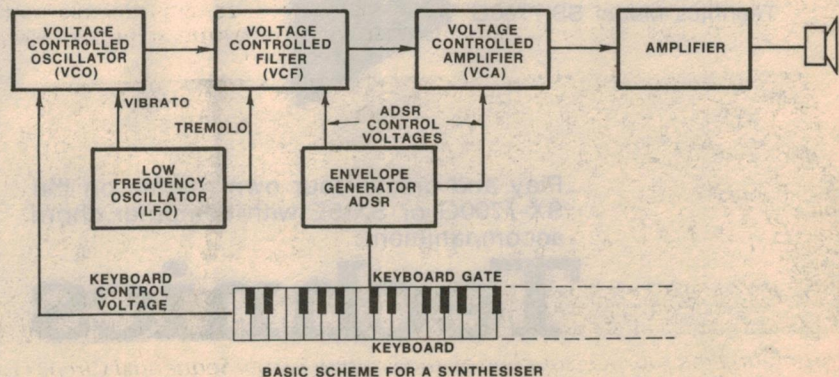 VOLTAGE
CONTROLLED
OSCILLATOR
(VCO)
VOLTAGE
CONTROLLED
FILTER
(VCF)
VOLTAGE
CONTROLLED
AMPLIFIER
(VCA)
AMPLIFIER
VIBRATO
TREMOLO
ADSR
CONTROL
VOLTAGES
LOW
FREQUENCY
OSCILLATOR
(LFO)
ENVELOPE
GENERATOR
ADSR
KEYBOARD
CONTROL
VOLTAGE
KEYBOARD GATE
KEYBOARD
BASIC SCHEME FOR A SYNTHESISER